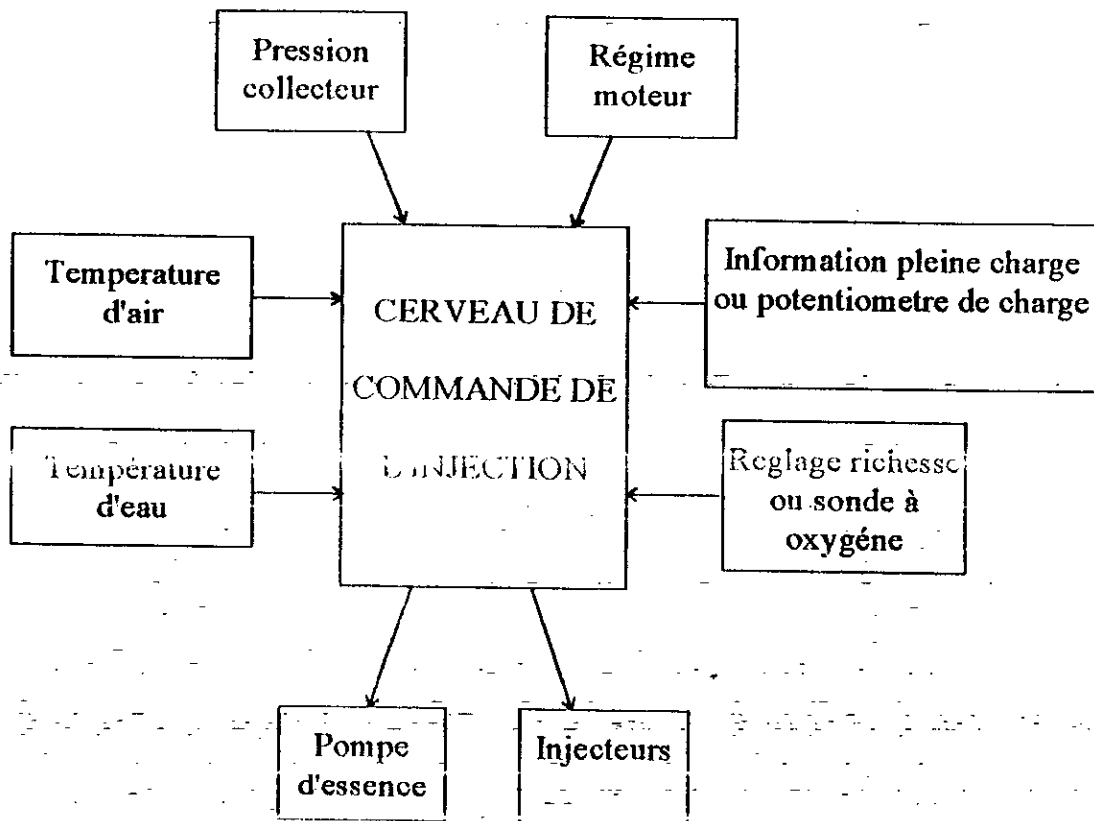 Pression
collecteur
Régime
moteur
Temperature
d'air
CERVEAU DE
COMMANDE DE
L'INJECTION
Information pleine charge
ou potentiometre de charge
Température
d'eau
Reglage richesse
ou sonde à
oxygéne
Pompe
d'essence
Injecteurs